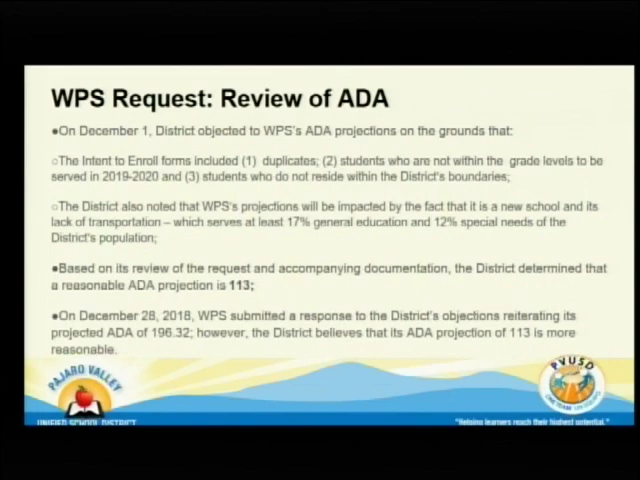 WPS Request: Review of ADA
●On December 1, District objected to WPS's ADA projections on the grounds that:
○The Intent to Enroll forms included (1) duplicates; (2) students who are not within the grade levels to be
served in 2019-2020 and (3) students who do not reside within the District's boundaries;
○The District also noted that WPS's projections will be impacted by the fact that it is a new school and its
lack of transportation – which serves at least 17% general education and 12% special needs of the
District's population;
●Based on its review of the request and accompanying documentation, the District determined that
a reasonable ADA projection is 113;
●On December 28, 2018, WPS submitted a response to the District's objections reiterating its
projected ADA of 196.32; however, the District believes that its ADA projection of 113 is more
reasonable.
PAJARO VALLEY
UNIFIED SCHOOL DISTRICT
PVUSD
"Helping learners reach their highest potential."